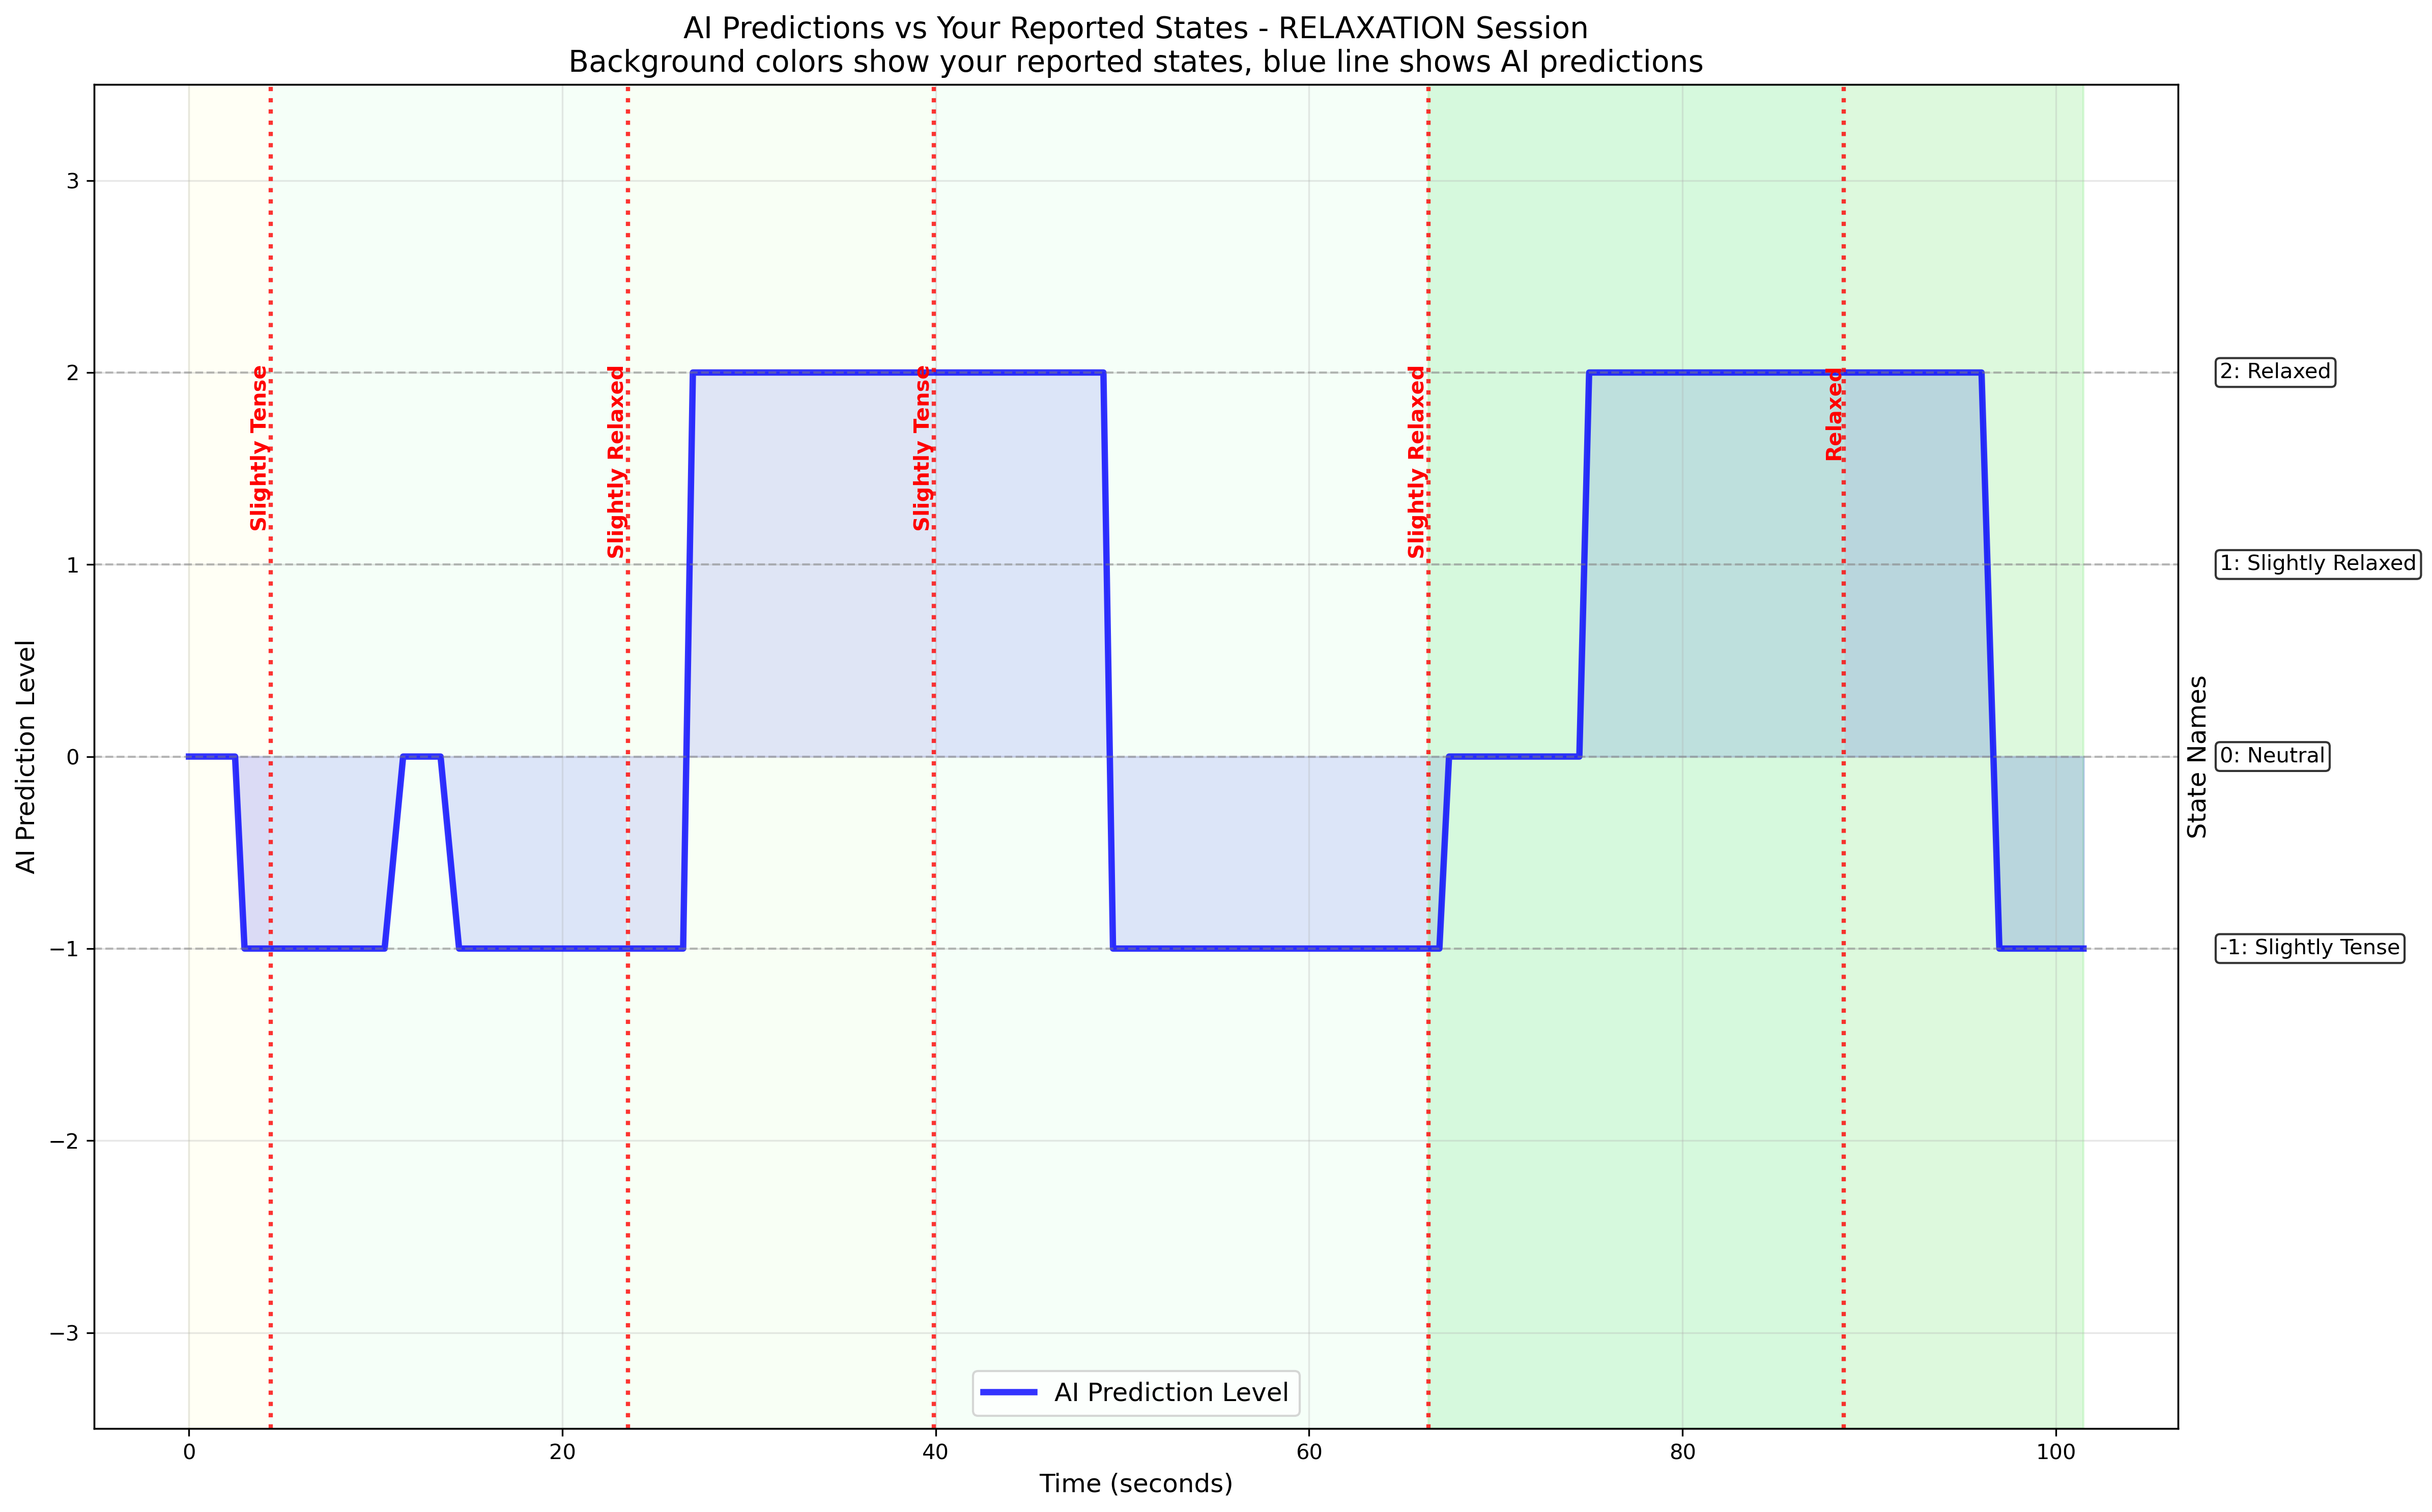 AI Predictions vs Your Reported States - RELAXATION Session
Background colors show your reported states, blue line shows AI predictions
AI Prediction Level
3
2
1
0
−1
−2
−3
Slightly Tense
Slightly Relaxed
Slightly Tense
Slightly Relaxed
Relaxed
2: Relaxed
1: Slightly Relaxed
0: Neutral
-1: Slightly Tense
State Names
AI Prediction Level
0
20
40
60
80
100
Time (seconds)